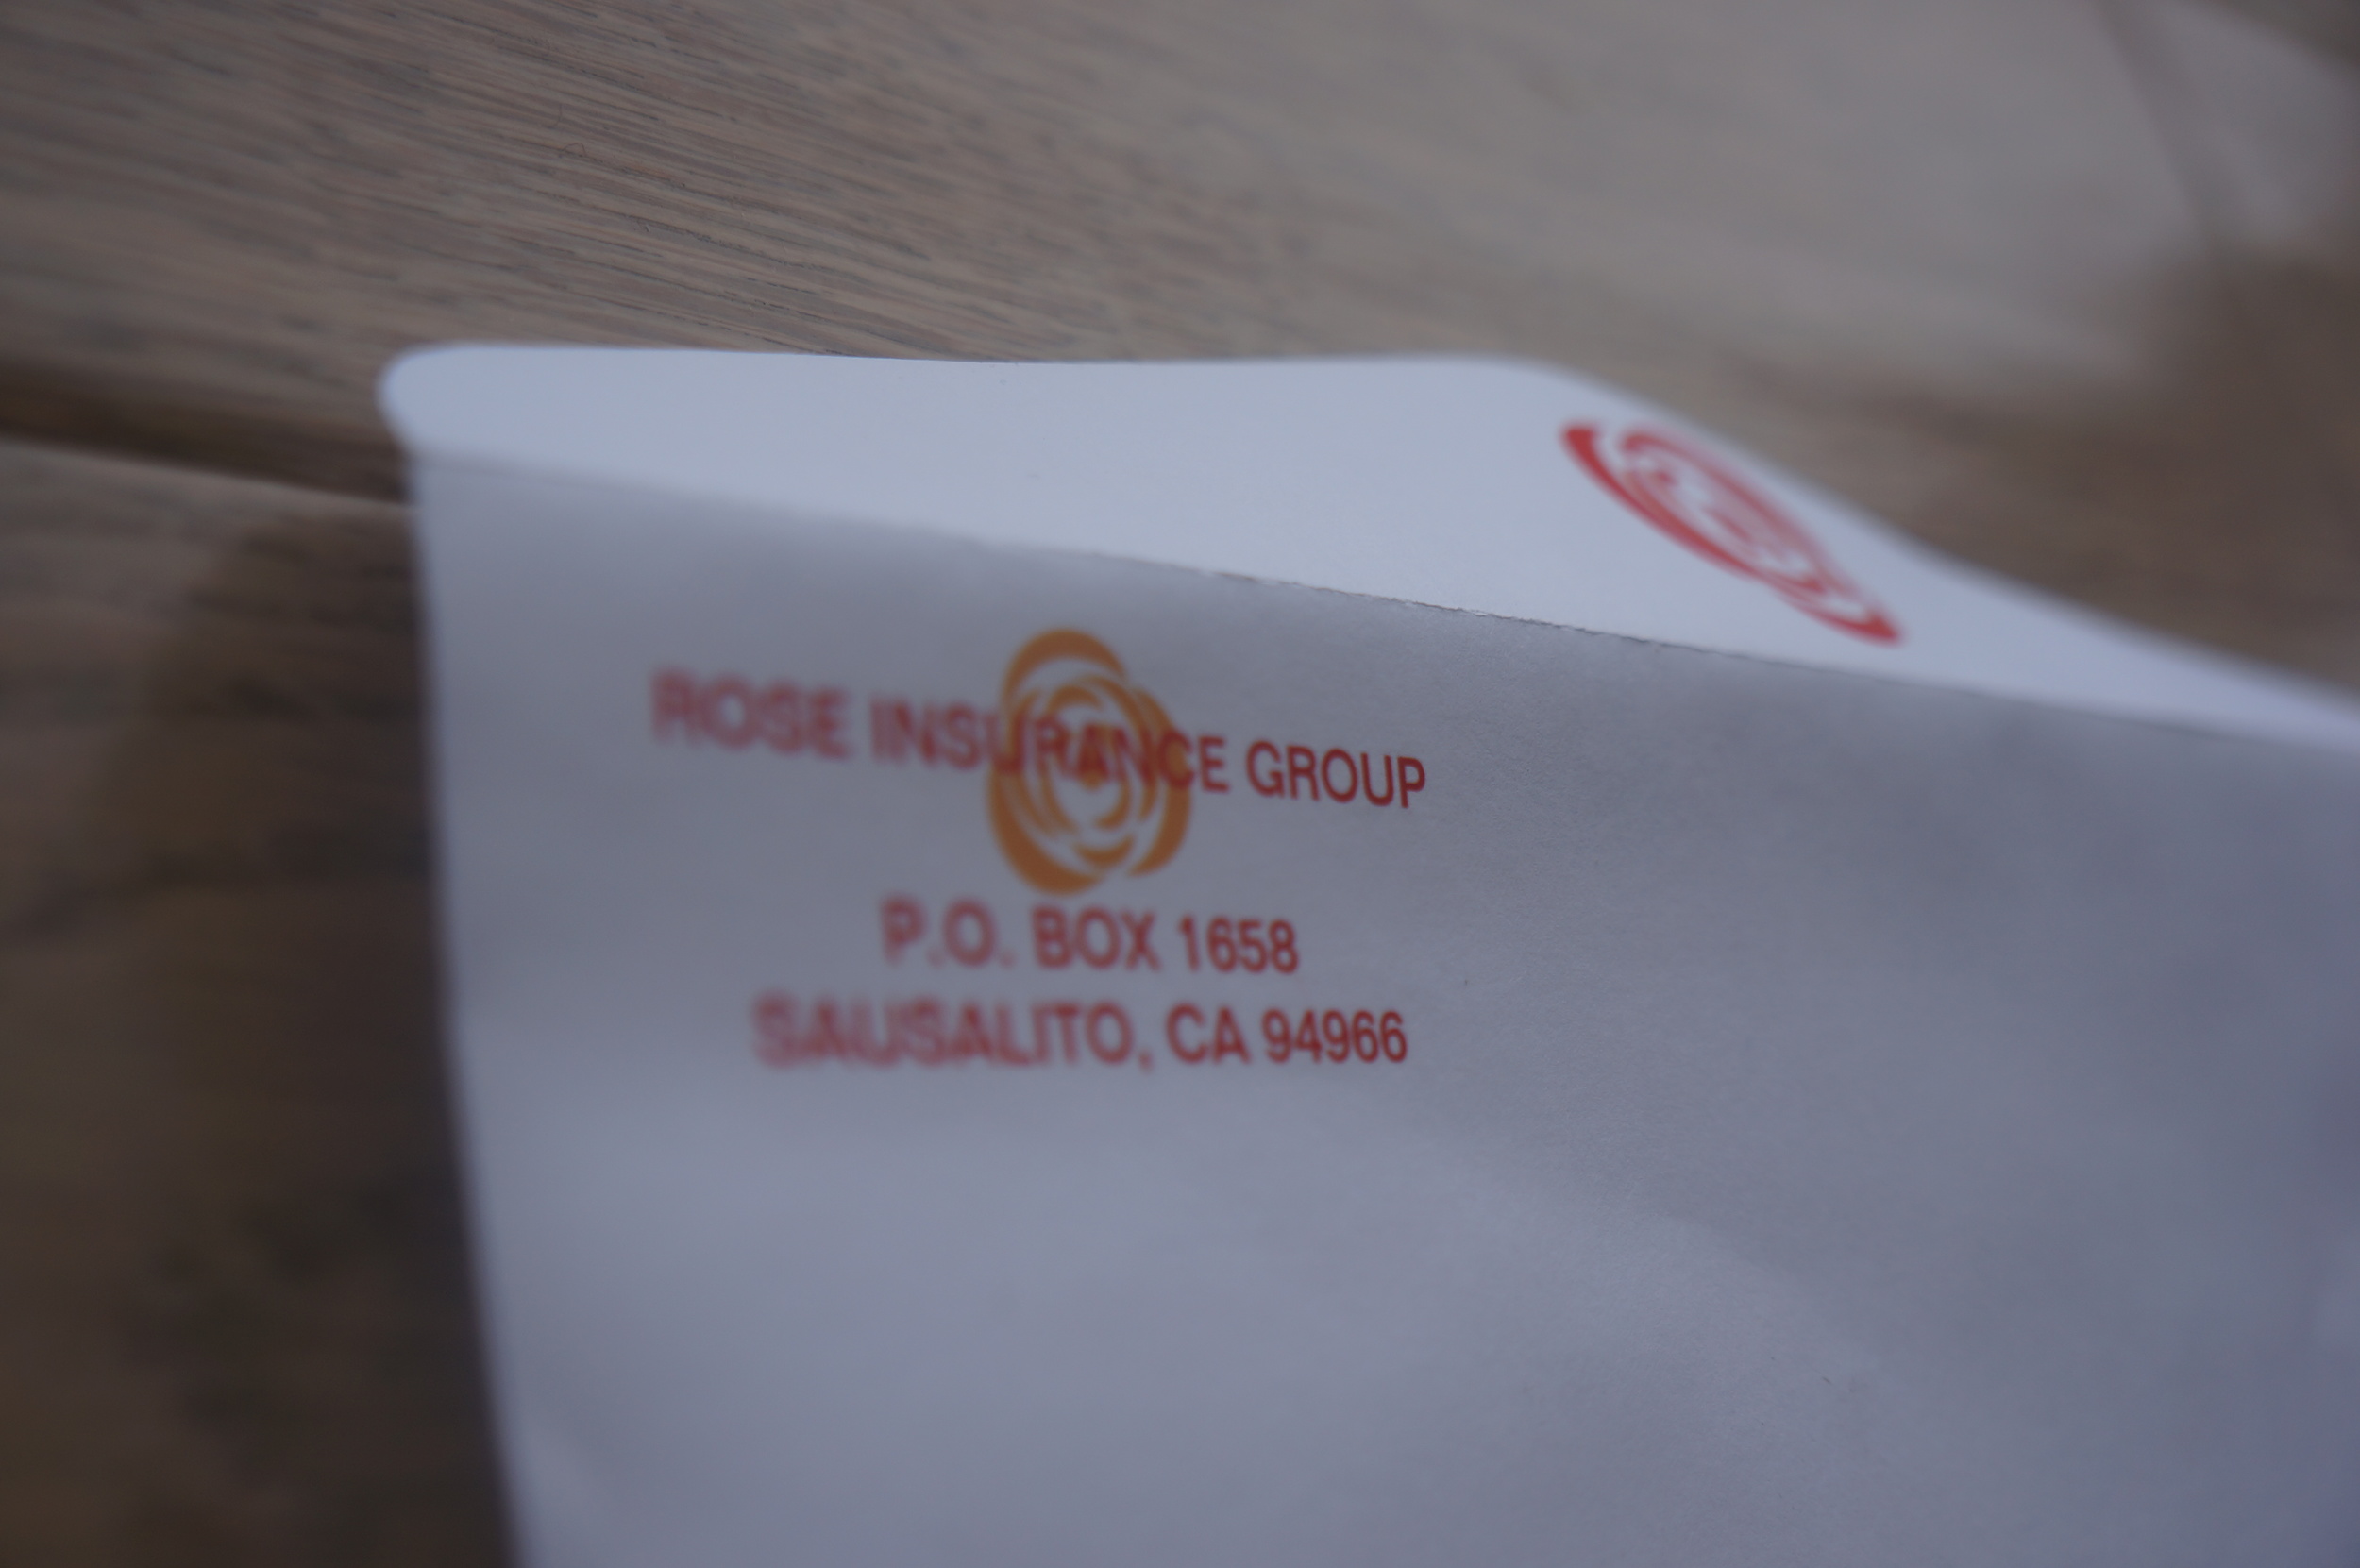 ROSE INSURANCE GROUP
P.O. BOX 1658
SAUSALITO, CA 94966